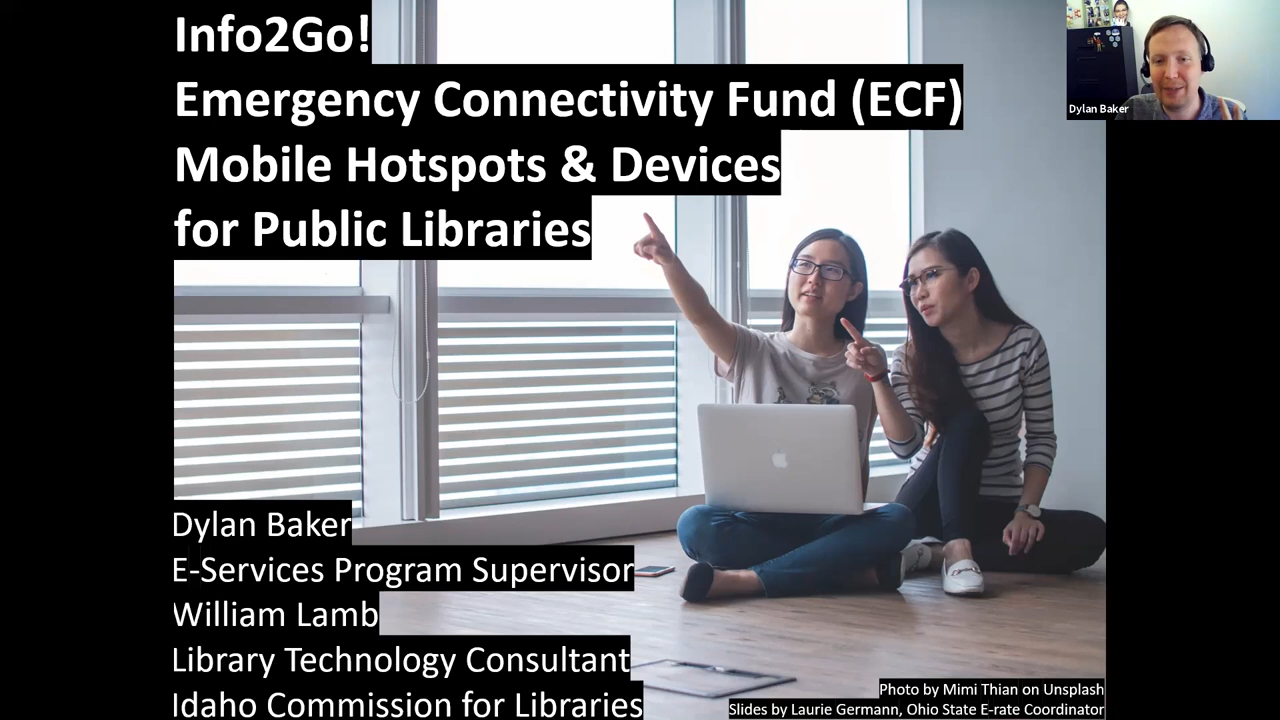 Info2Go!
Emergency Connectivity Fund (ECF)
Mobile Hotspots & Devices
for Public Libraries
Dylan Baker
Dylan Baker
E-Services Program Supervisor
William Lamb
Library Technology Consultant
Idaho Commission for Libraries
Photo by Mimi Thian on Unsplash
Slides by Laurie Germann, Ohio State E-rate Coordinator